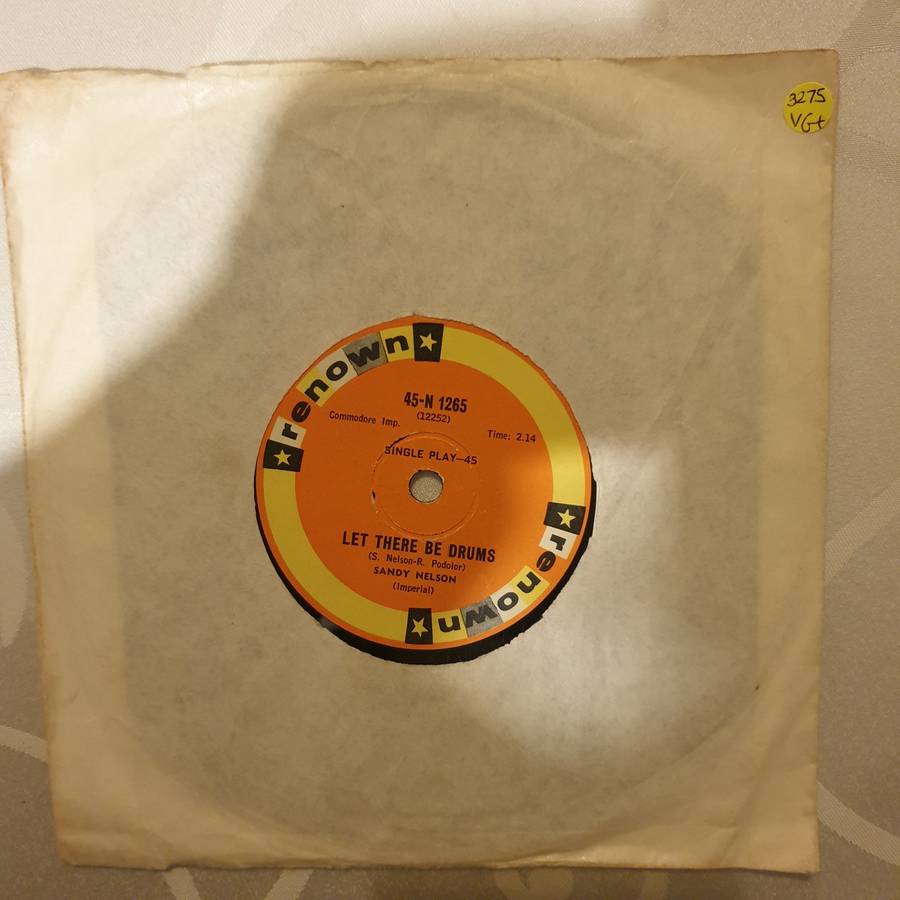 3275
VG+
renown
45-N 1265
(12252)
Commodore Imp.
Time: 2.14
SINGLE PLAY—45
LET THERE BE DRUMS
(S. Nelson-R. Podolor)
SANDY NELSON
(Imperial)
renown